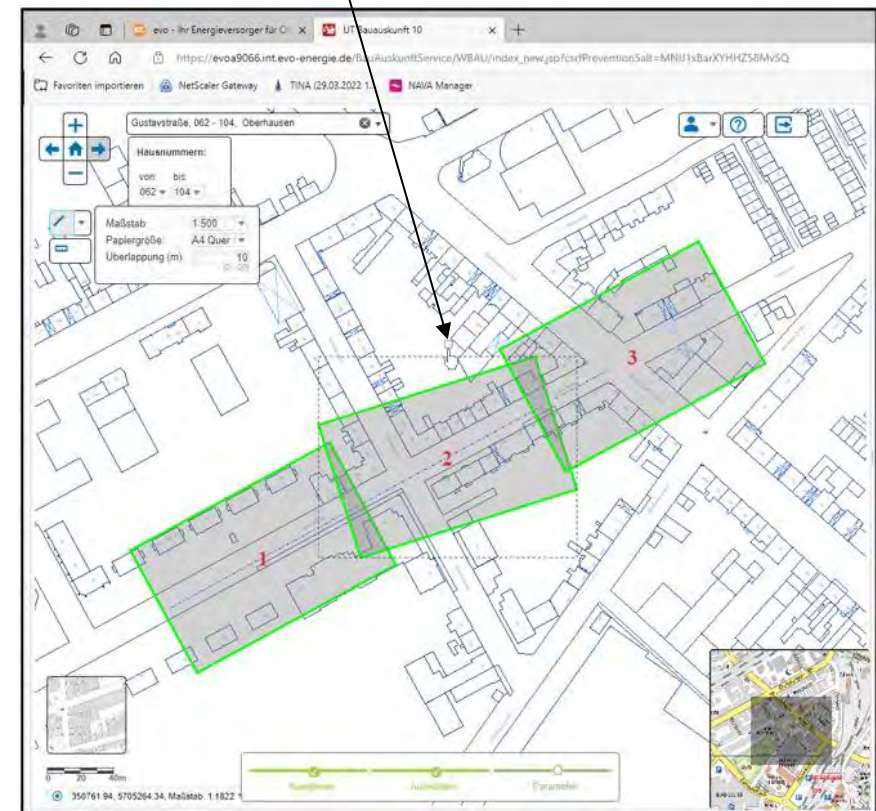 evo - Ihr Energieversorger für O
UT Bauauskunft 10
https://evoa9066.int.evo-energie.de/BauAuskunftService/WBAU/index_new.jsp?csrfPreventionSalt=
Favoriten importieren NetScaler Gateway TINA (29.03.2022 1... NAVA Manager
Gustavstraße, 062 - 104, Oberhausen
Hausnummern:
von: bis:
062 104
Maßstab: 1:500
Papiergröße: A4 Quer
Überlappung (m) 10
3
2
1
0 20 40m
Parameter
350761.94, 5705264.34, Maßstab: 1:1822